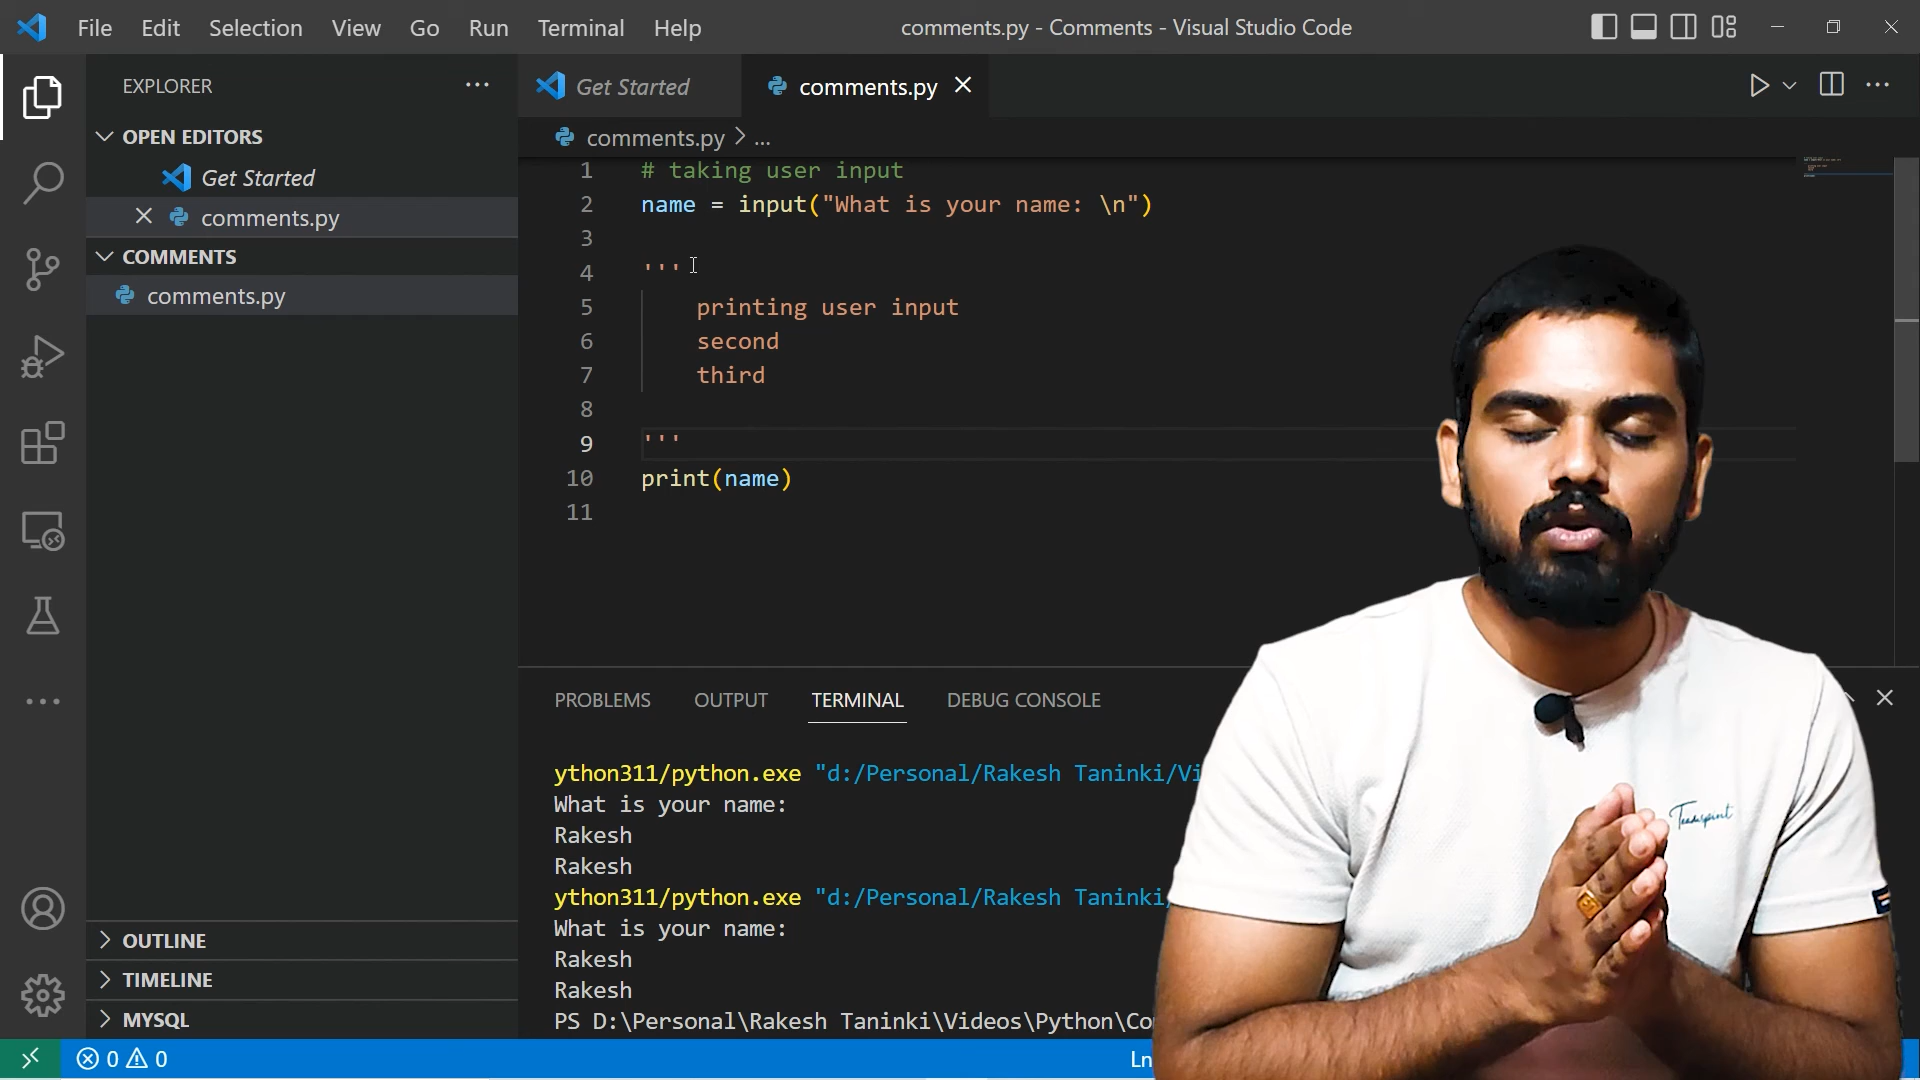 File Edit Selection View Go Run Terminal Help
comments.py - Comments - Visual Studio Code
EXPLORER
OPEN EDITORS
Get Started
comments.py
COMMENTS
comments.py
OUTLINE
TIMELINE
MYSQL
Get Started
comments.py
comments.py > ...
1 # taking user input
2 name = input("What is your name: \n")
3
4 '''
5 printing user input
6 second
7 third
8
9 '''
10 print(name)
11
PROBLEMS OUTPUT TERMINAL DEBUG CONSOLE
ython311/python.exe "d:/Personal/Rakesh Taninki/Vi
What is your name:
Rakesh
Rakesh
ython311/python.exe "d:/Personal/Rakesh Taninki/
What is your name:
Rakesh
Rakesh
PS D:\Personal\Rakesh Taninki\Videos\Python\Co
0 0
Ln